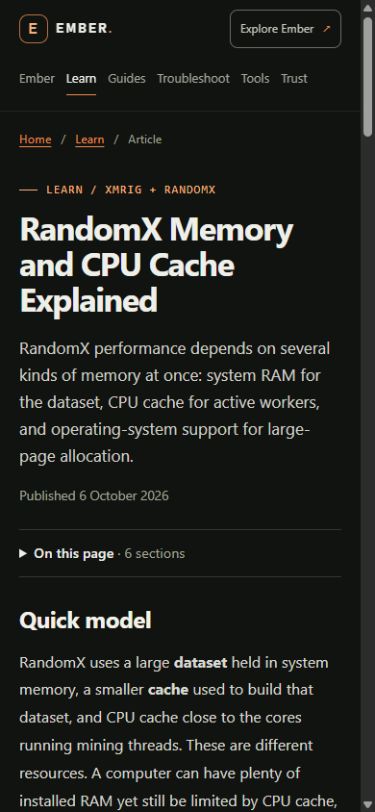 E EMBER. Explore Ember ↗
Ember Learn Guides Troubleshoot Tools Trust
Home / Learn / Article
LEARN / XMRIG + RANDOMX
RandomX Memory
and CPU Cache
Explained
RandomX performance depends on several
kinds of memory at once: system RAM for
the dataset, CPU cache for active workers,
and operating-system support for large-
page allocation.
Published 6 October 2026
▶ On this page · 6 sections
Quick model
RandomX uses a large dataset held in system
memory, a smaller cache used to build that
dataset, and CPU cache close to the cores
running mining threads. These are different
resources. A computer can have plenty of
installed RAM yet still be limited by CPU cache,